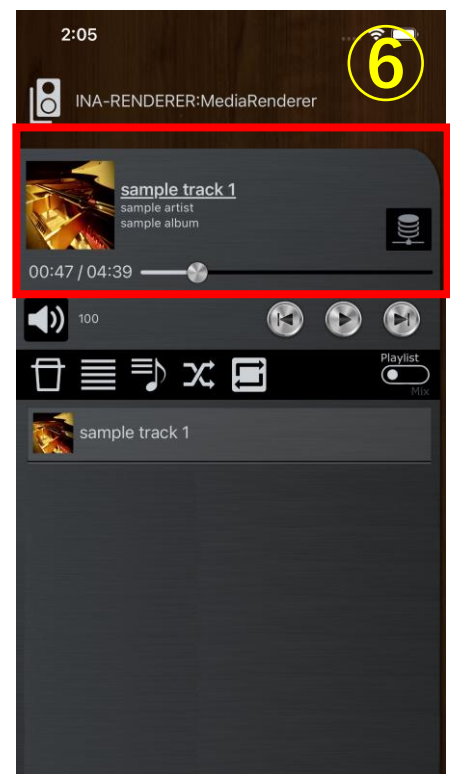 2:05
⑥
INA-RENDERER:MediaRenderer
sample track 1
sample artist
sample album
00:47 / 04:39
100
Playlist
Mix
sample track 1